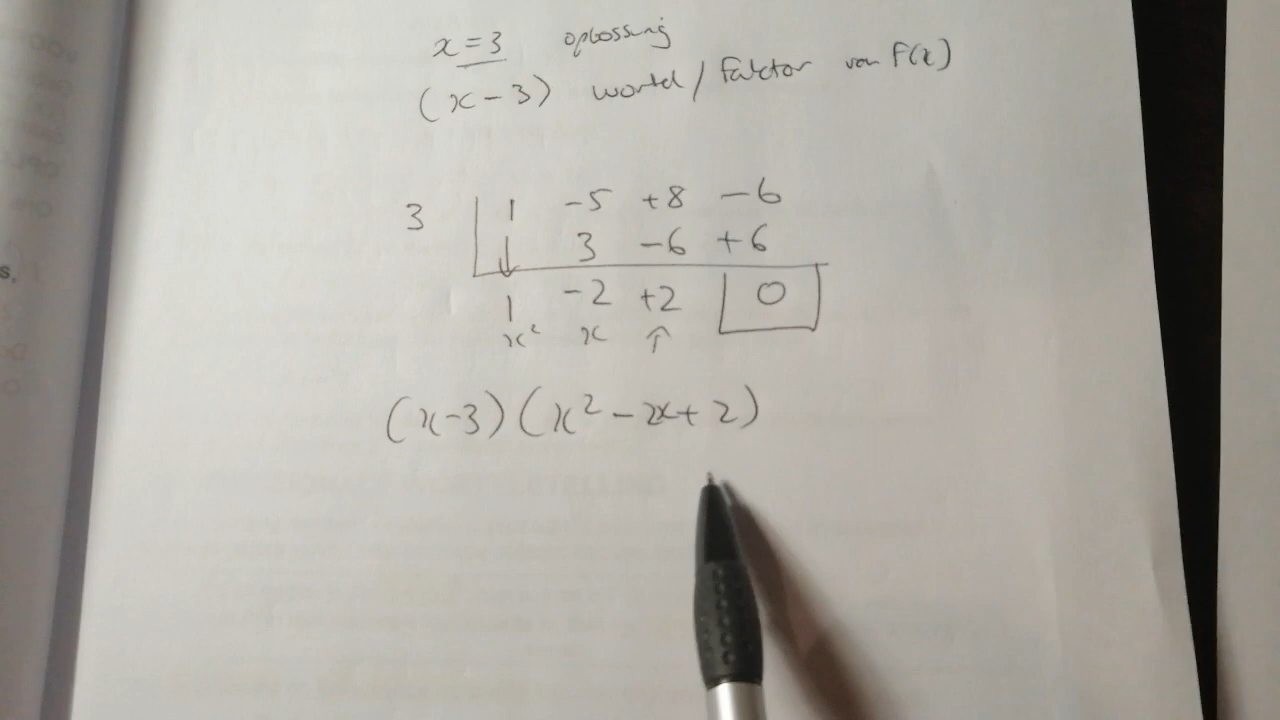 x = 3 oplossing
(x - 3) wortel / faktor van f(x)
3 1 -5 +8 -6
↓ 3 -6 +6
1 -2 +2 0
x² x ↑
(x-3)(x² - 2x + 2)